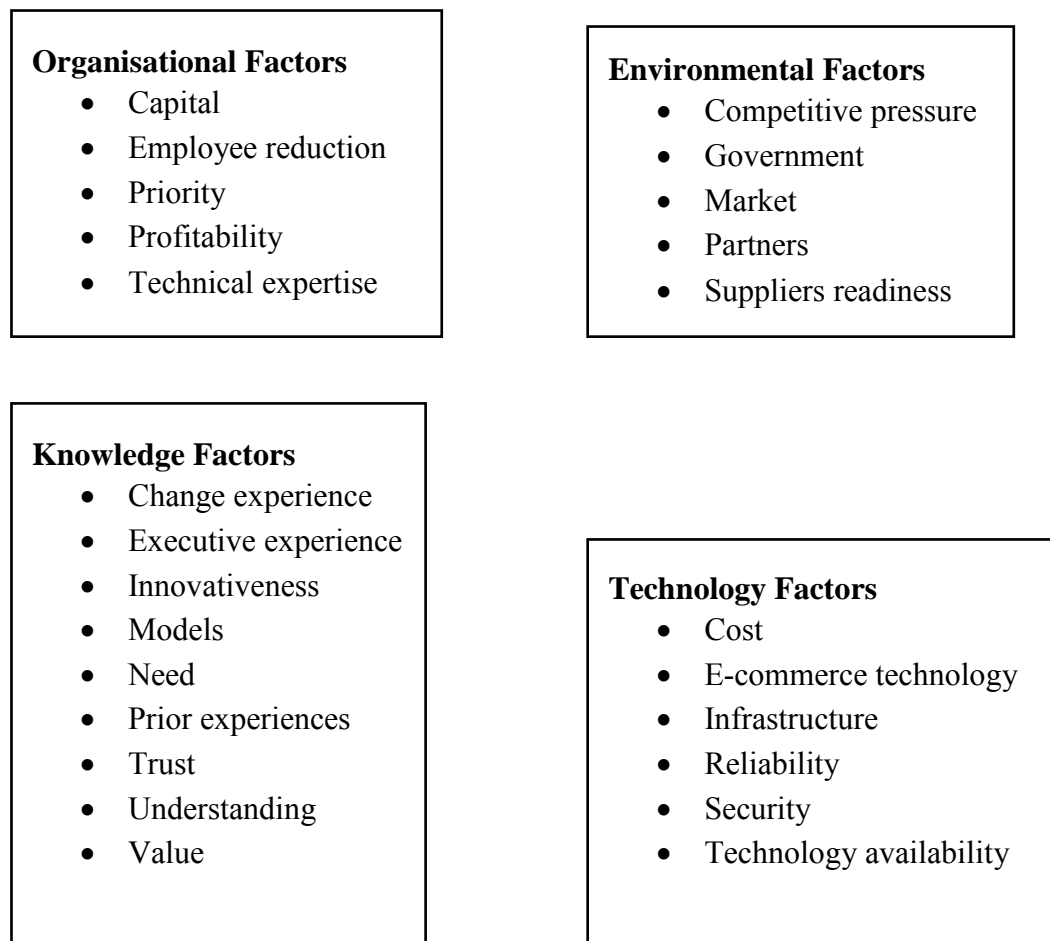 Organisational Factors
• Capital
• Employee reduction
• Priority
• Profitability
• Technical expertise
Environmental Factors
• Competitive pressure
• Government
• Market
• Partners
• Suppliers readiness
Knowledge Factors
• Change experience
• Executive experience
• Innovativeness
• Models
• Need
• Prior experiences
• Trust
• Understanding
• Value
Technology Factors
• Cost
• E-commerce technology
• Infrastructure
• Reliability
• Security
• Technology availability